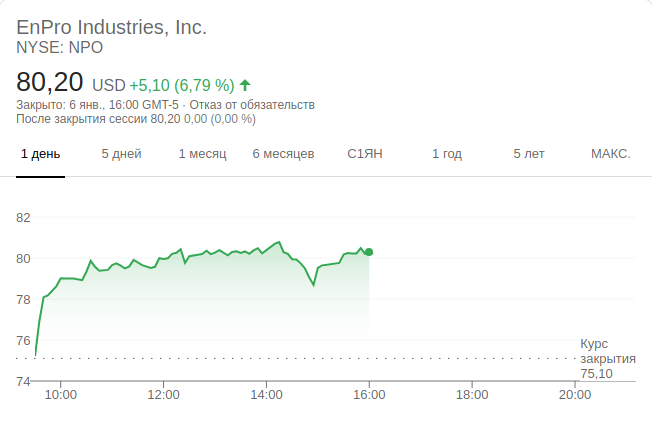 EnPro Industries, Inc.
NYSE: NPO
80,20 USD +5,10 (6,79 %)
Закрыто: 6 янв., 16:00 GMT-5 · Отказ от обязательств
После закрытия сессии 80,20 0,00 (0,00 %)
1 день 5 дней 1 месяц 6 месяцев С1ЯН 1 год 5 лет МАКС.
82
80
78
76
74
Курс
закрытия
75,10
10:00 12:00 14:00 16:00 18:00 20:00